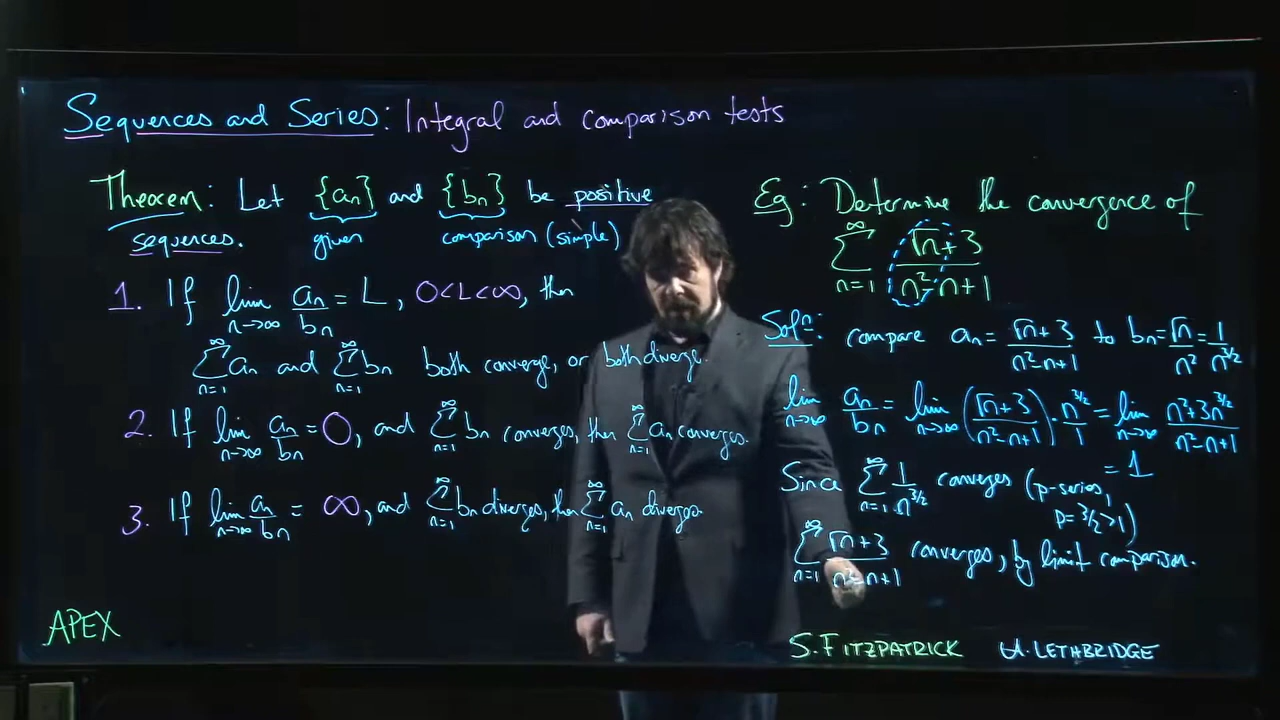 Sequences and Series: Integral and comparison tests
Theorem: Let {aₙ} and {bₙ} be positive
sequences. given comparison (simple)
1. If lim n→∞ aₙ/bₙ = L, 0<L<∞, then
∞ Σ n=1 aₙ and ∞ Σ n=1 bₙ both converge, or both diverge.
2. If lim n→∞ aₙ/bₙ = 0, and ∞ Σ n=1 bₙ converges, then ∞ Σ n=1 aₙ converges.
3. If lim n→∞ aₙ/bₙ = ∞, and ∞ Σ n=1 bₙ diverges, then ∞ Σ n=1 aₙ diverges.
APEX
Eg: Determine the convergence of
∞ Σ n=1 (√n+3)/(n²-n+1)
Solⁿ: compare aₙ = (√n+3)/(n²-n+1) to bₙ = √n/n² = 1/n^3/2
lim n→∞ aₙ/bₙ = lim n→∞ ((√n+3)/(n²-n+1)) · n^3/2/1 = lim n→∞ (n²+3n^3/2)/(n²-n+1)
= 1
Since ∞ Σ n=1 1/n^3/2 converges (p-series,
p=3/2>1)
∞ Σ n=1 (√n+3)/(n²-n+1) converges, by limit comparison.
S. FITZPATRICK U. LETHBRIDGE